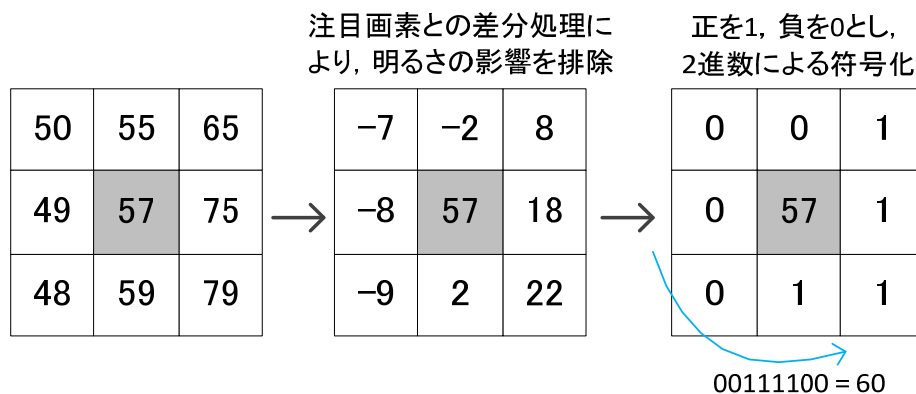 注目画素との差分処理に
より, 明るさの影響を排除
正を1, 負を0とし,
2進数による符号化
50 55 65
49 57 75
48 59 79
−7 −2 8
−8 57 18
−9 2 22
0 0 1
0 57 1
0 1 1
00111100 = 60